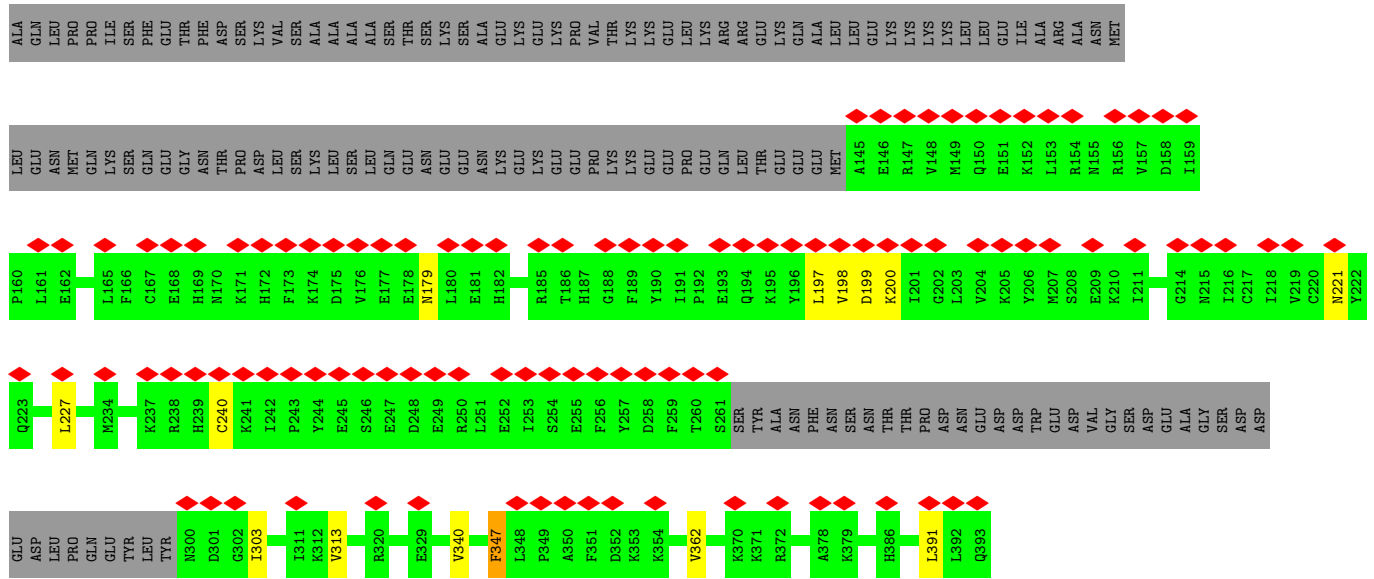 ALA GLN LEU PRO PRO ILE SER PHE GLU THR PHE ASP SER LYS VAL SER ALA ALA ALA ALA SER THR SER LYS SER ALA GLU LYS GLU LYS PRO VAL THR LYS LYS GLU LEU LYS ARG ARG GLU LYS GLN ALA LEU LEU GLU LYS LYS LYS LYS LEU LEU GLU ILE ALA ARG ALA ASN MET
LEU GLU ASN MET GLN LYS SER GLN GLU GLY ASN THR PRO ASP LEU SER LYS LEU SER LEU GLN GLU ASN GLU GLN GLU ASN LYS GLU LYS GLU GLU PRO LYS LYS GLU GLU PRO GLU GLN LEU THR GLU GLU GLU MET A145 E146 R147 V148 M149 Q150 E151 K152 L153 R154 N155 R156 V157 D158 I159
P160 L161 E162 L165 F166 C167 E168 H169 N170 K171 H172 F173 K174 D175 V176 E177 E178 N179 L180 E181 H182 R185 T186 H187 G188 F189 Y190 I191 P192 E193 Q194 K195 Y196 L197 V198 D199 K200 I201 G202 L203 V204 K205 Y206 M207 S208 E209 K210 I211 G214 N215 I216 C217 I218 V219 C220 N221 Y222
Q223 L227 M234 K237 R238 H239 C240 K241 I242 P243 Y244 E245 S246 E247 D248 E249 R250 L251 E252 I253 S254 E255 F256 Y257 D258 F259 T260 S261 SER TYR ALA ASN PHE ASN SER ASN THR THR PRO ASP ASN GLU ASP ASP TRP GLU ASP VAL GLY SER ASP GLU ALA GLY SER ASP ASP
GLU ASP LEU PRO GLN GLU TYR LEU TYR N300 D301 G302 I303 I311 K312 V313 R320 E329 V340 F347 L348 P349 A350 F351 D352 K353 K354 V362 K370 K371 R372 A378 K379 H386 L391 L392 Q393